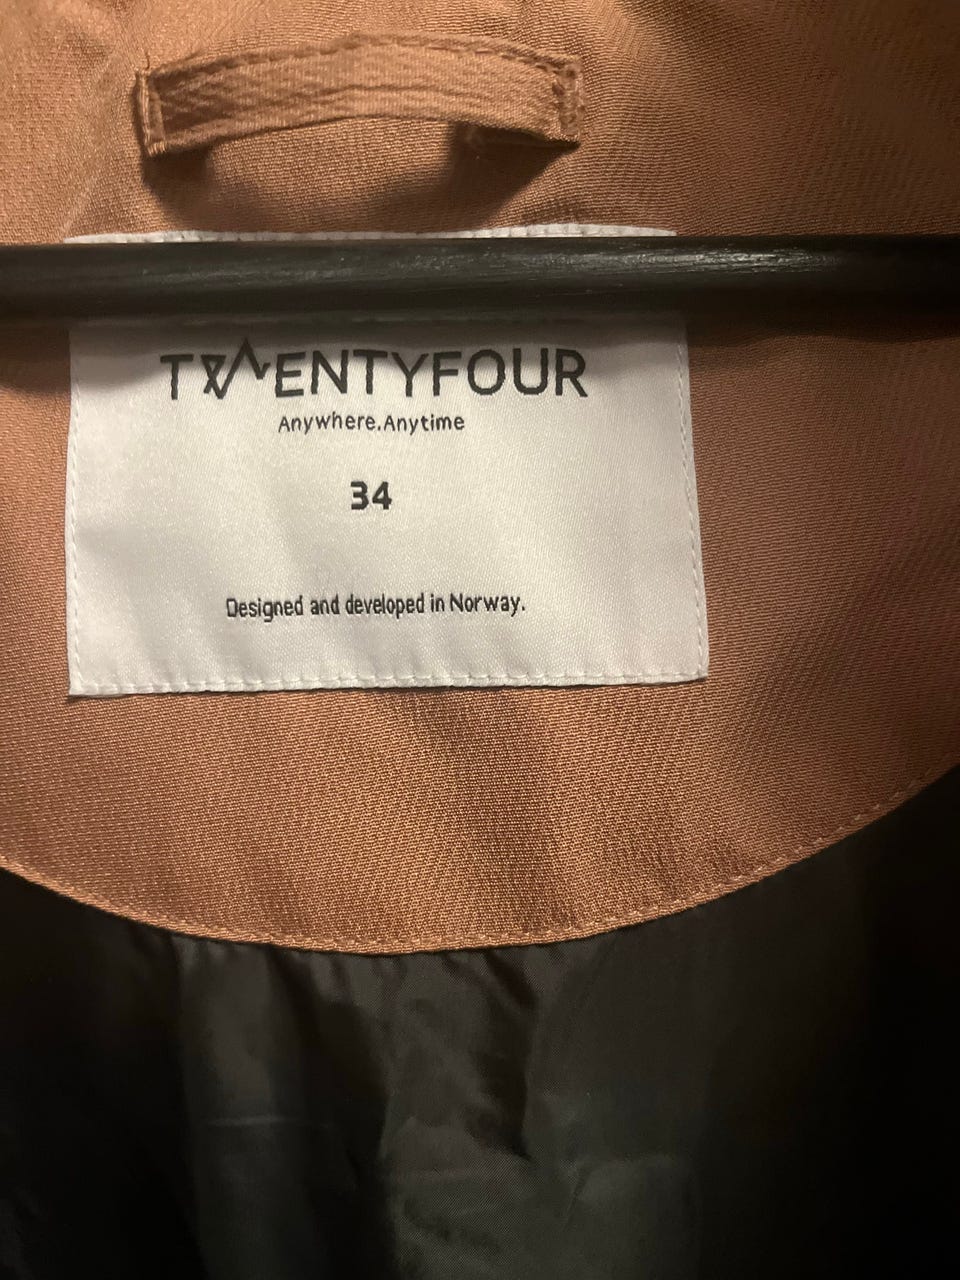 TWENTYFOUR
Anywhere.Anytime
34
Designed and developed in Norway.